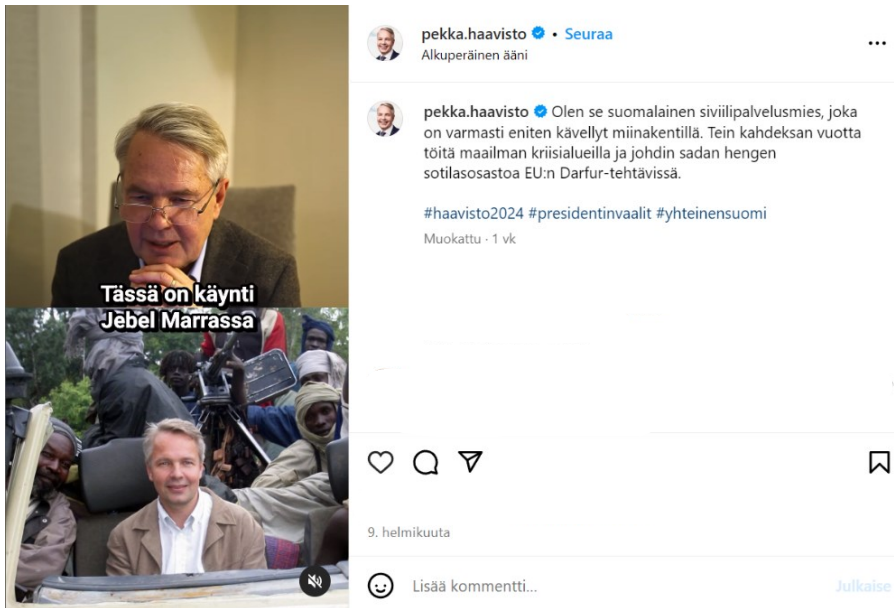 Tässä on käynti
Jebel Marrassa
pekka.haavisto • Seuraa
Alkuperäinen ääni
pekka.haavisto Olen se suomalainen siviilipalvelusmies, joka
on varmasti eniten kävellyt miinakentillä. Tein kahdeksan vuotta
töitä maailman kriisialueilla ja johdin sadan hengen
sotilasosastoa EU:n Darfur-tehtävissä.
#haavisto2024 #presidentinvaalit #yhteinensuomi
Muokattu · 1 vk
9. helmikuuta
Lisää kommentti...
Julkaise